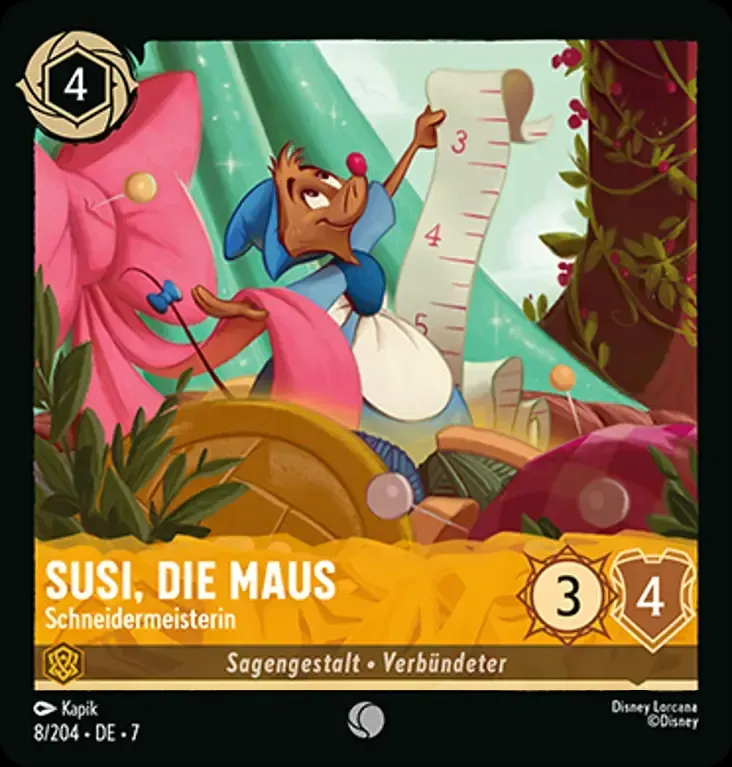 4
3
4
5
SUSI, DIE MAUS
Schneidermeisterin
3 4
Sagengestalt • Verbündeter
Kapik
8/204 • DE • 7
Disney Lorcana
©Disney